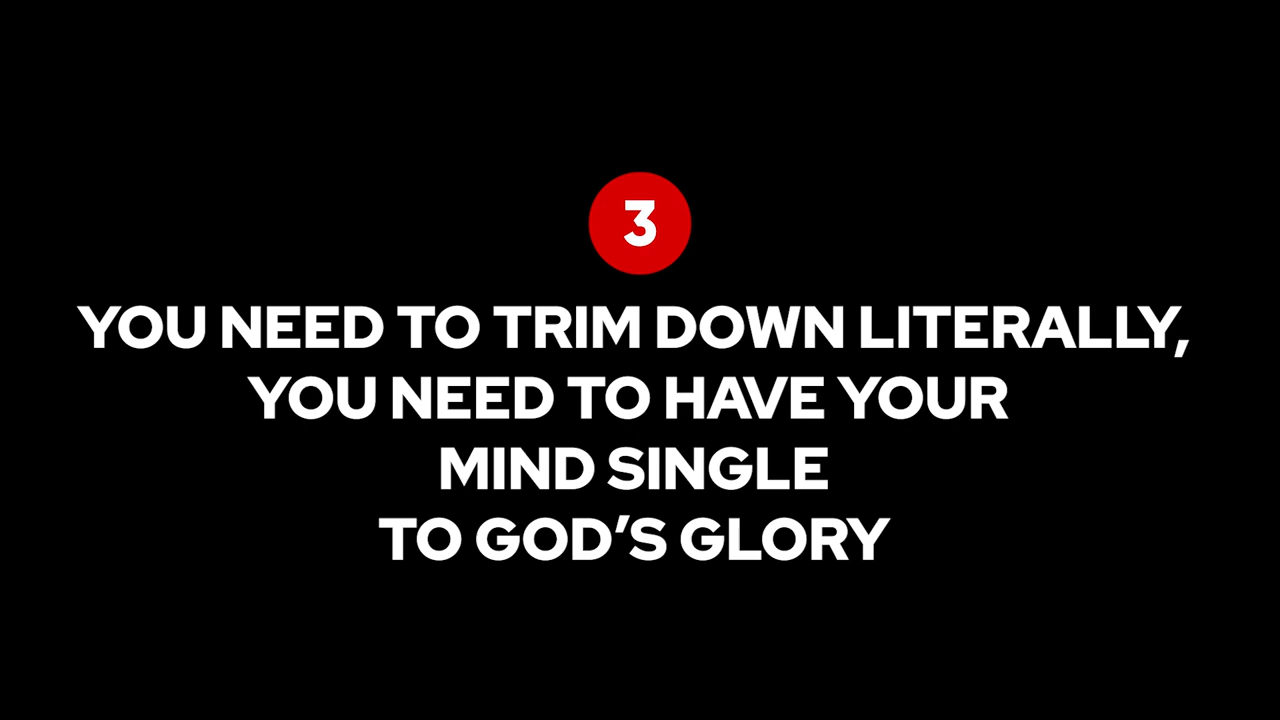 3
YOU NEED TO TRIM DOWN LITERALLY,
YOU NEED TO HAVE YOUR
MIND SINGLE
TO GOD'S GLORY